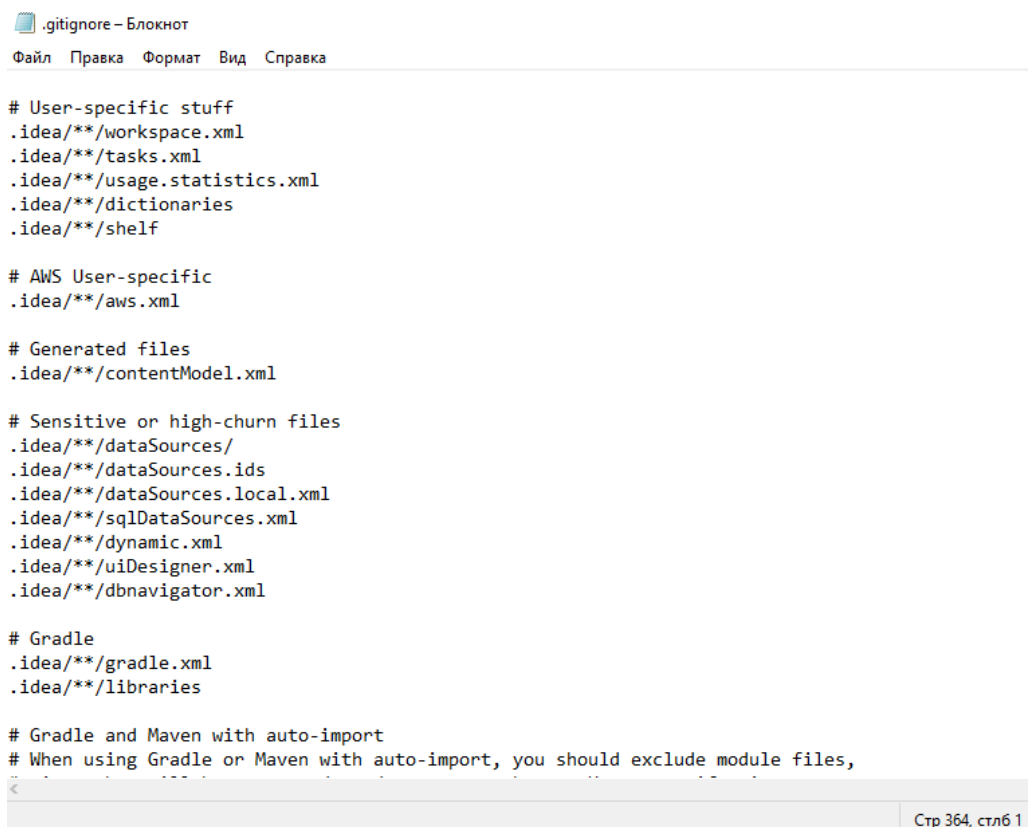 .gitignore – Блокнот
Файл Правка Формат Вид Справка
# User-specific stuff
.idea/**/workspace.xml
.idea/**/tasks.xml
.idea/**/usage.statistics.xml
.idea/**/dictionaries
.idea/**/shelf
# AWS User-specific
.idea/**/aws.xml
# Generated files
.idea/**/contentModel.xml
# Sensitive or high-churn files
.idea/**/dataSources/
.idea/**/dataSources.ids
.idea/**/dataSources.local.xml
.idea/**/sqlDataSources.xml
.idea/**/dynamic.xml
.idea/**/uiDesigner.xml
.idea/**/dbnavigator.xml
# Gradle
.idea/**/gradle.xml
.idea/**/libraries
# Gradle and Maven with auto-import
# When using Gradle or Maven with auto-import, you should exclude module files,
Стр 364, стлб 1